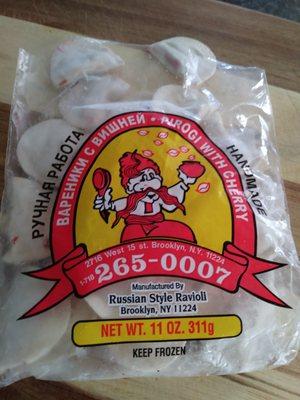 ВАРЕНИКИ С ВИШНЕЙ • PIROGI WITH CHERRY
РУЧНАЯ РАБОТА
HANDMADE
2716 West 15 st. Brooklyn, N.Y. 11224
1-718 265-0007
Manufactured By
Russian Style Ravioli
Brooklyn, NY 11224
NET WT. 11 OZ. 311g
KEEP FROZEN